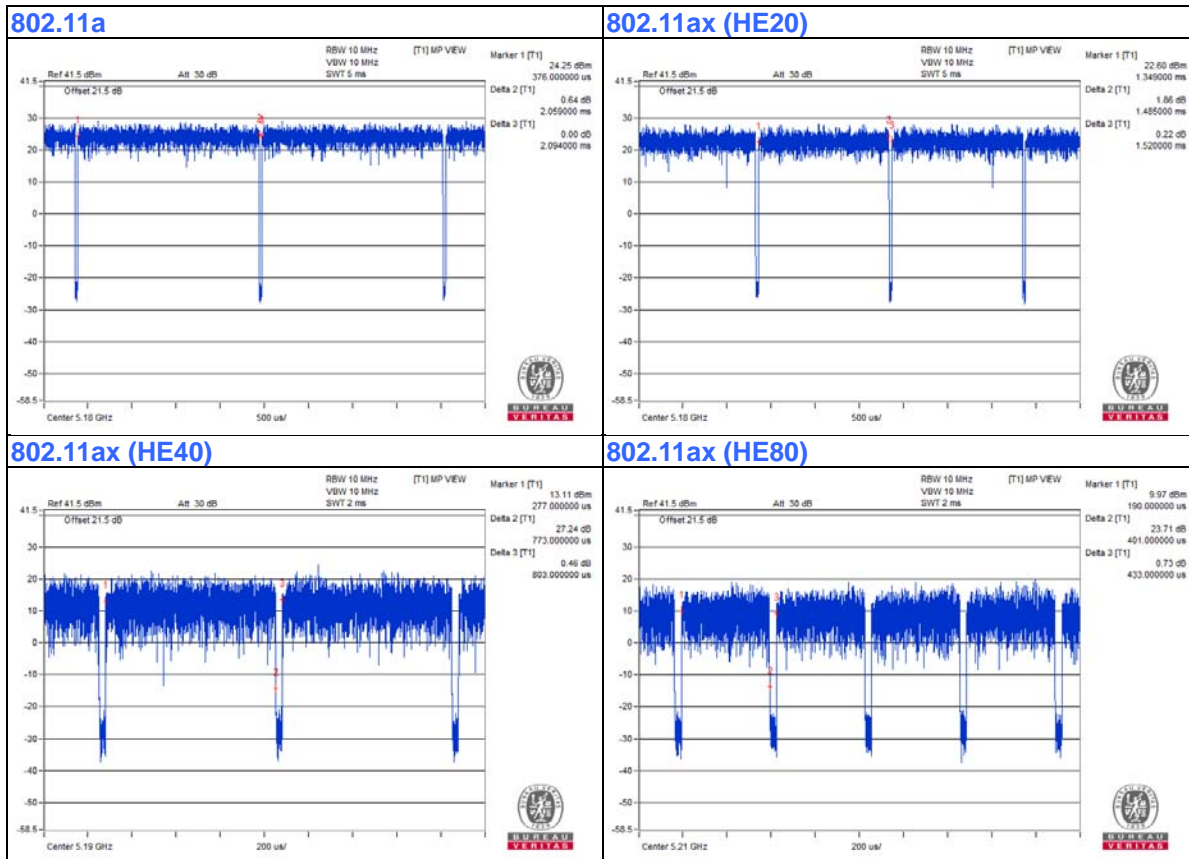 802.11a
RBW 10 MHz [T1] MP VIEW
VBW 10 MHz
Ref 41.5 dBm Att 30 dB SWT 5 ms
Marker 1 [T1]
24.25 dBm
376.000000 us
Delta 2 [T1]
0.64 dB
2.059000 ms
Delta 3 [T1]
0.00 dB
2.094000 ms
41.5
Offset 21.5 dB
30
20
10
0
-10
-20
-30
-40
-50
-58.5
1
Center 5.18 GHz 500 us/
BUREAU
VERITAS
802.11ax (HE20)
RBW 10 MHz [T1] MP VIEW
VBW 10 MHz
Ref 41.5 dBm Att 30 dB SWT 5 ms
Marker 1 [T1]
22.60 dBm
1.349000 ms
Delta 2 [T1]
1.86 dB
1.485000 ms
Delta 3 [T1]
0.22 dB
1.520000 ms
41.5
Offset 21.5 dB
30
20
10
0
-10
-20
-30
-40
-50
-58.5
1
2
3
Center 5.18 GHz 500 us/
BUREAU
VERITAS
802.11ax (HE40)
RBW 10 MHz [T1] MP VIEW
VBW 10 MHz
Ref 41.5 dBm Att 30 dB SWT 2 ms
Marker 1 [T1]
13.11 dBm
277.000000 us
Delta 2 [T1]
27.24 dB
773.000000 us
Delta 3 [T1]
0.46 dB
803.000000 us
41.5
Offset 21.5 dB
30
20
10
0
-10
-20
-30
-40
-50
-58.5
1
2
3
Center 5.19 GHz 200 us/
BUREAU
VERITAS
802.11ax (HE80)
RBW 10 MHz [T1] MP VIEW
VBW 10 MHz
Ref 41.5 dBm Att 30 dB SWT 2 ms
Marker 1 [T1]
9.97 dBm
190.000000 us
Delta 2 [T1]
23.71 dB
401.000000 us
Delta 3 [T1]
0.73 dB
433.000000 us
41.5
Offset 21.5 dB
30
20
10
0
-10
-20
-30
-40
-50
-58.5
1
2
3
Center 5.21 GHz 200 us/
BUREAU
VERITAS